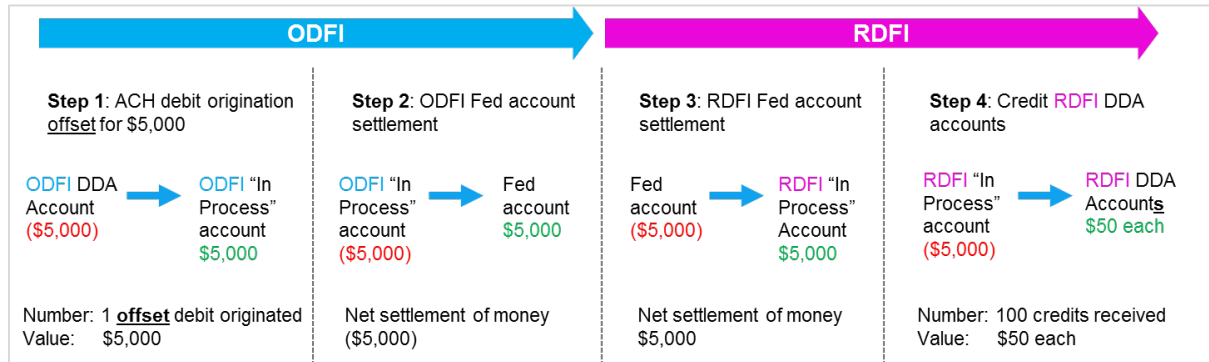 ODFI
RDFI
Step 1: ACH debit origination
offset for $5,000
Step 2: ODFI Fed account
settlement
Step 3: RDFI Fed account
settlement
Step 4: Credit RDFI DDA
accounts
ODFI DDA
Account
($5,000)
ODFI “In
Process”
account
$5,000
ODFI “In
Process”
account
($5,000)
Fed
account
$5,000
Fed
account
($5,000)
RDFI “In
Process”
Account
$5,000
RDFI “In
Process”
account
($5,000)
RDFI DDA
Accounts
$50 each
Number: 1 offset debit originated
Value: $5,000
Net settlement of money
($5,000)
Net settlement of money
$5,000
Number: 100 credits received
Value: $50 each